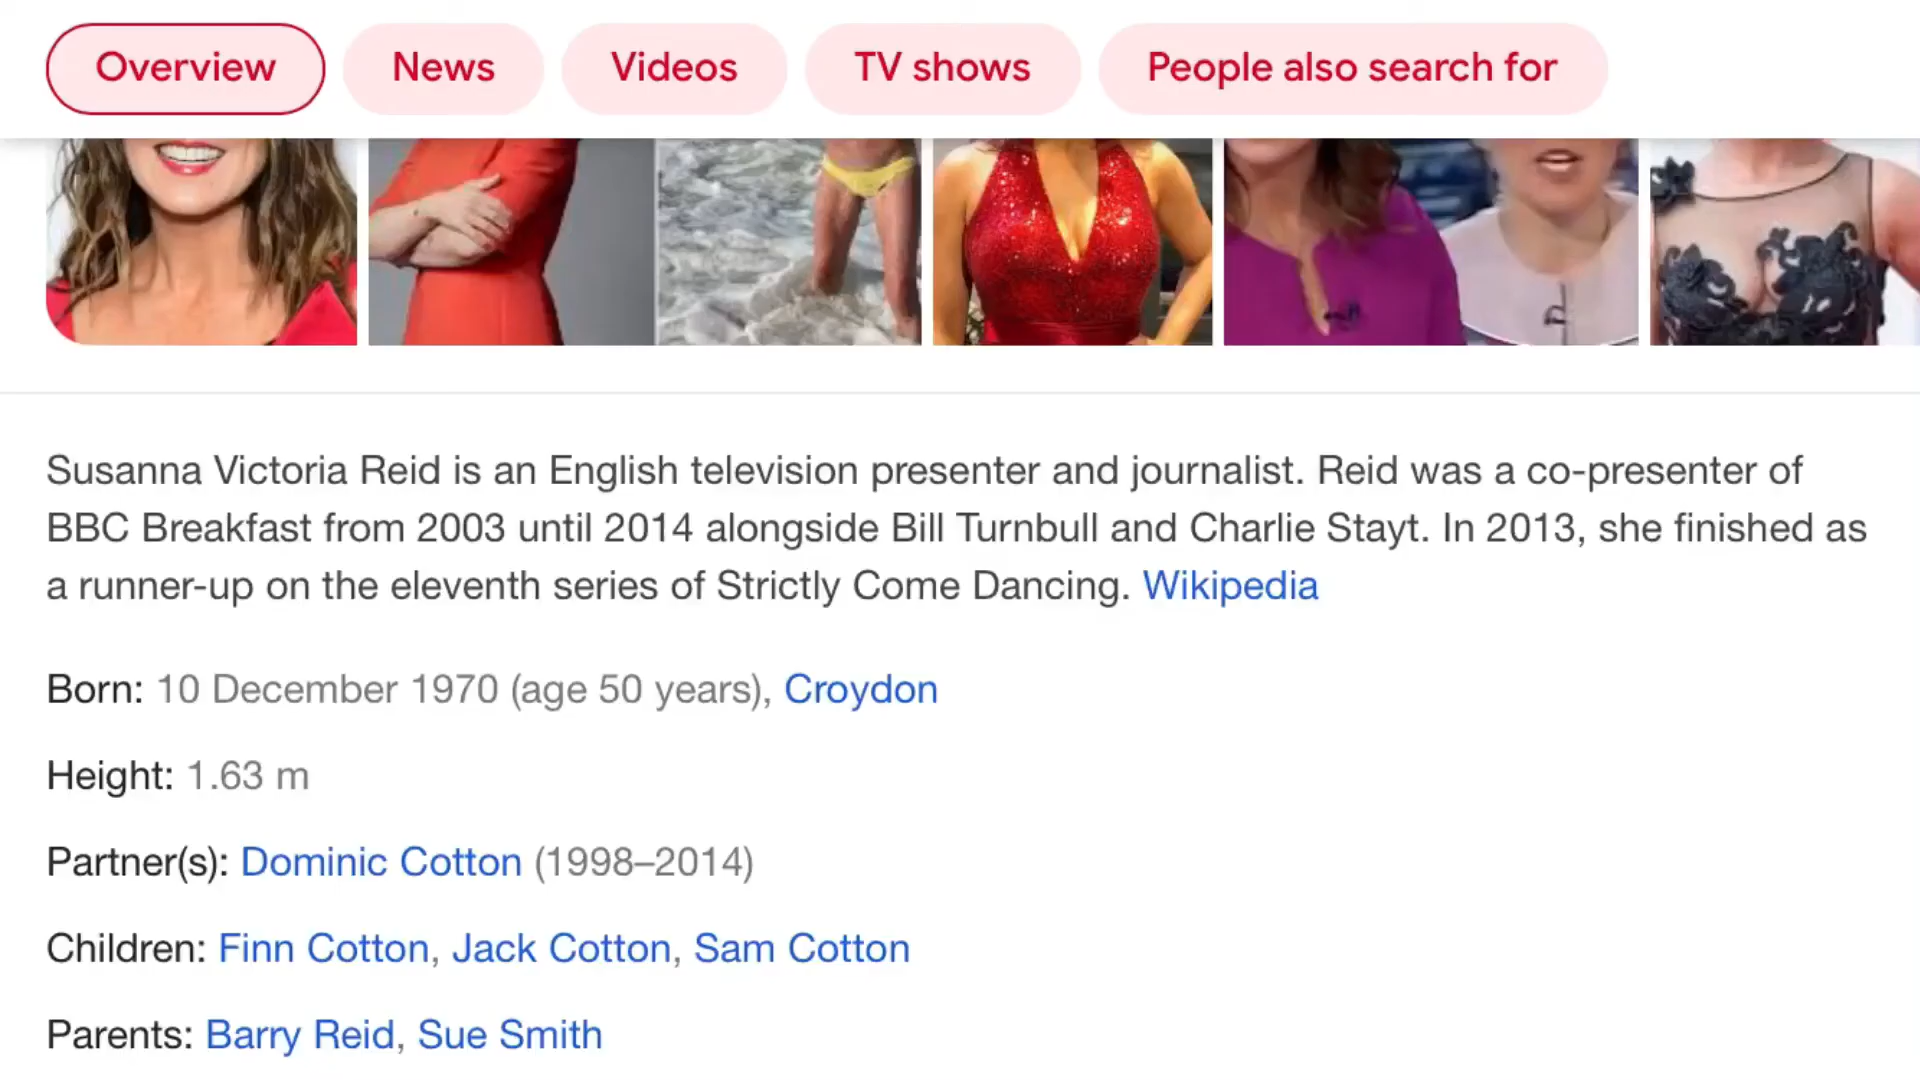 Overview News Videos TV shows People also search for
Susanna Victoria Reid is an English television presenter and journalist. Reid was a co-presenter of
BBC Breakfast from 2003 until 2014 alongside Bill Turnbull and Charlie Stayt. In 2013, she finished as
a runner-up on the eleventh series of Strictly Come Dancing. Wikipedia
Born: 10 December 1970 (age 50 years), Croydon
Height: 1.63 m
Partner(s): Dominic Cotton (1998–2014)
Children: Finn Cotton, Jack Cotton, Sam Cotton
Parents: Barry Reid, Sue Smith